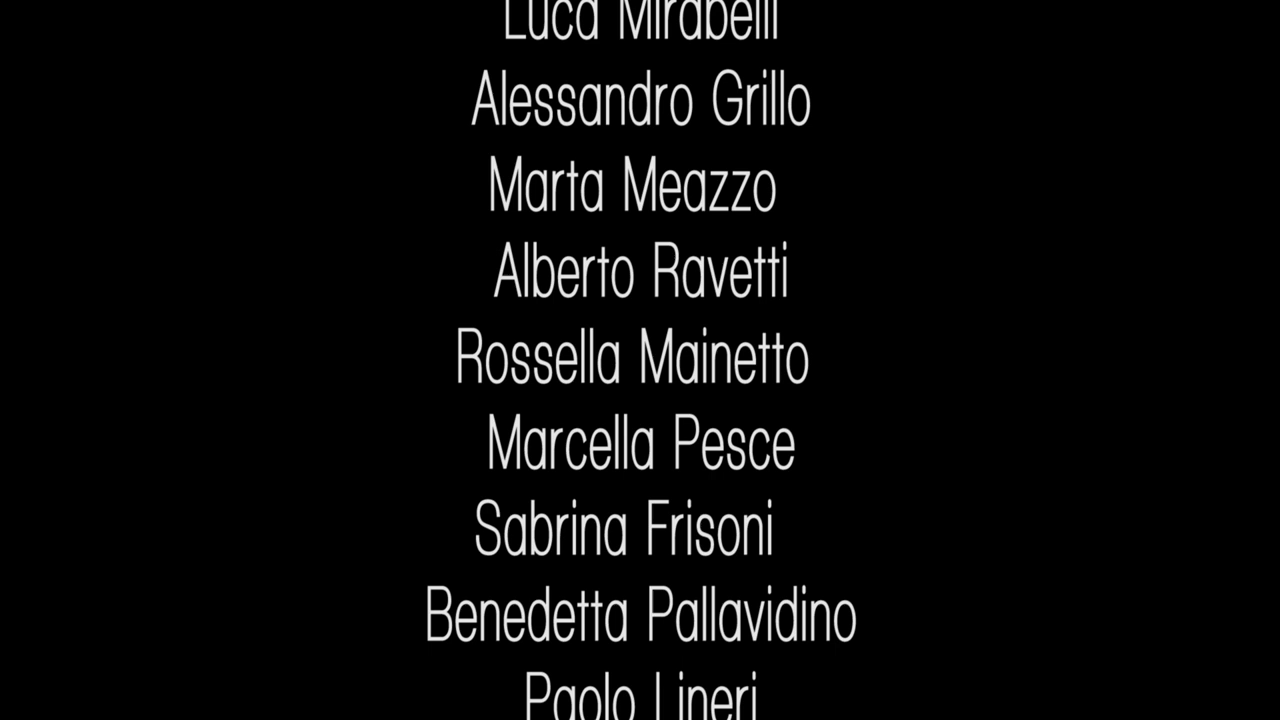 Luca Mirabelli
Alessandro Grillo
Marta Meazzo
Alberto Ravetti
Rossella Mainetto
Marcella Pesce
Sabrina Frisoni
Benedetta Pallavidino
Paolo Lineri